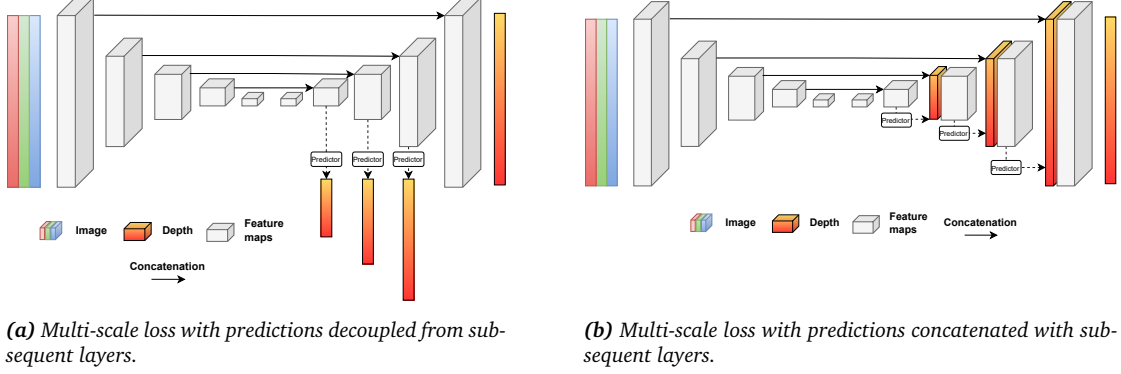 Predictor
Predictor
Predictor
Image
Depth
Feature
maps
Concatenation
(a) Multi-scale loss with predictions decoupled from sub-
sequent layers.
Predictor
Predictor
Predictor
Image
Depth
Feature
maps
Concatenation
(b) Multi-scale loss with predictions concatenated with sub-
sequent layers.